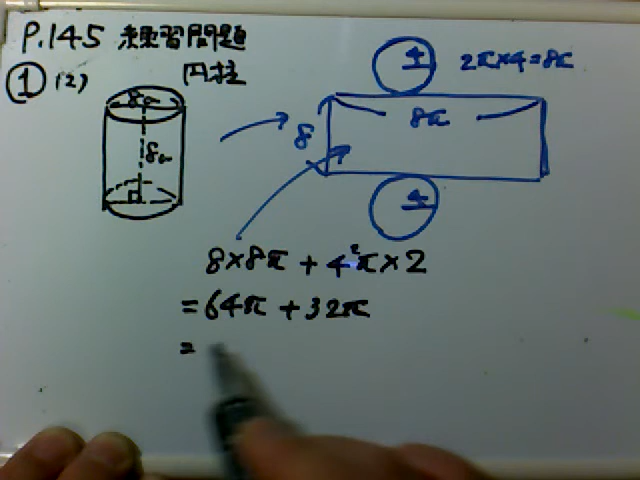 P.145 練習問題
① (2) 円柱
8cm
8cm
4
2π×4=8π
8π
8
4
8×8π+4²π×2
=64π+32π
=